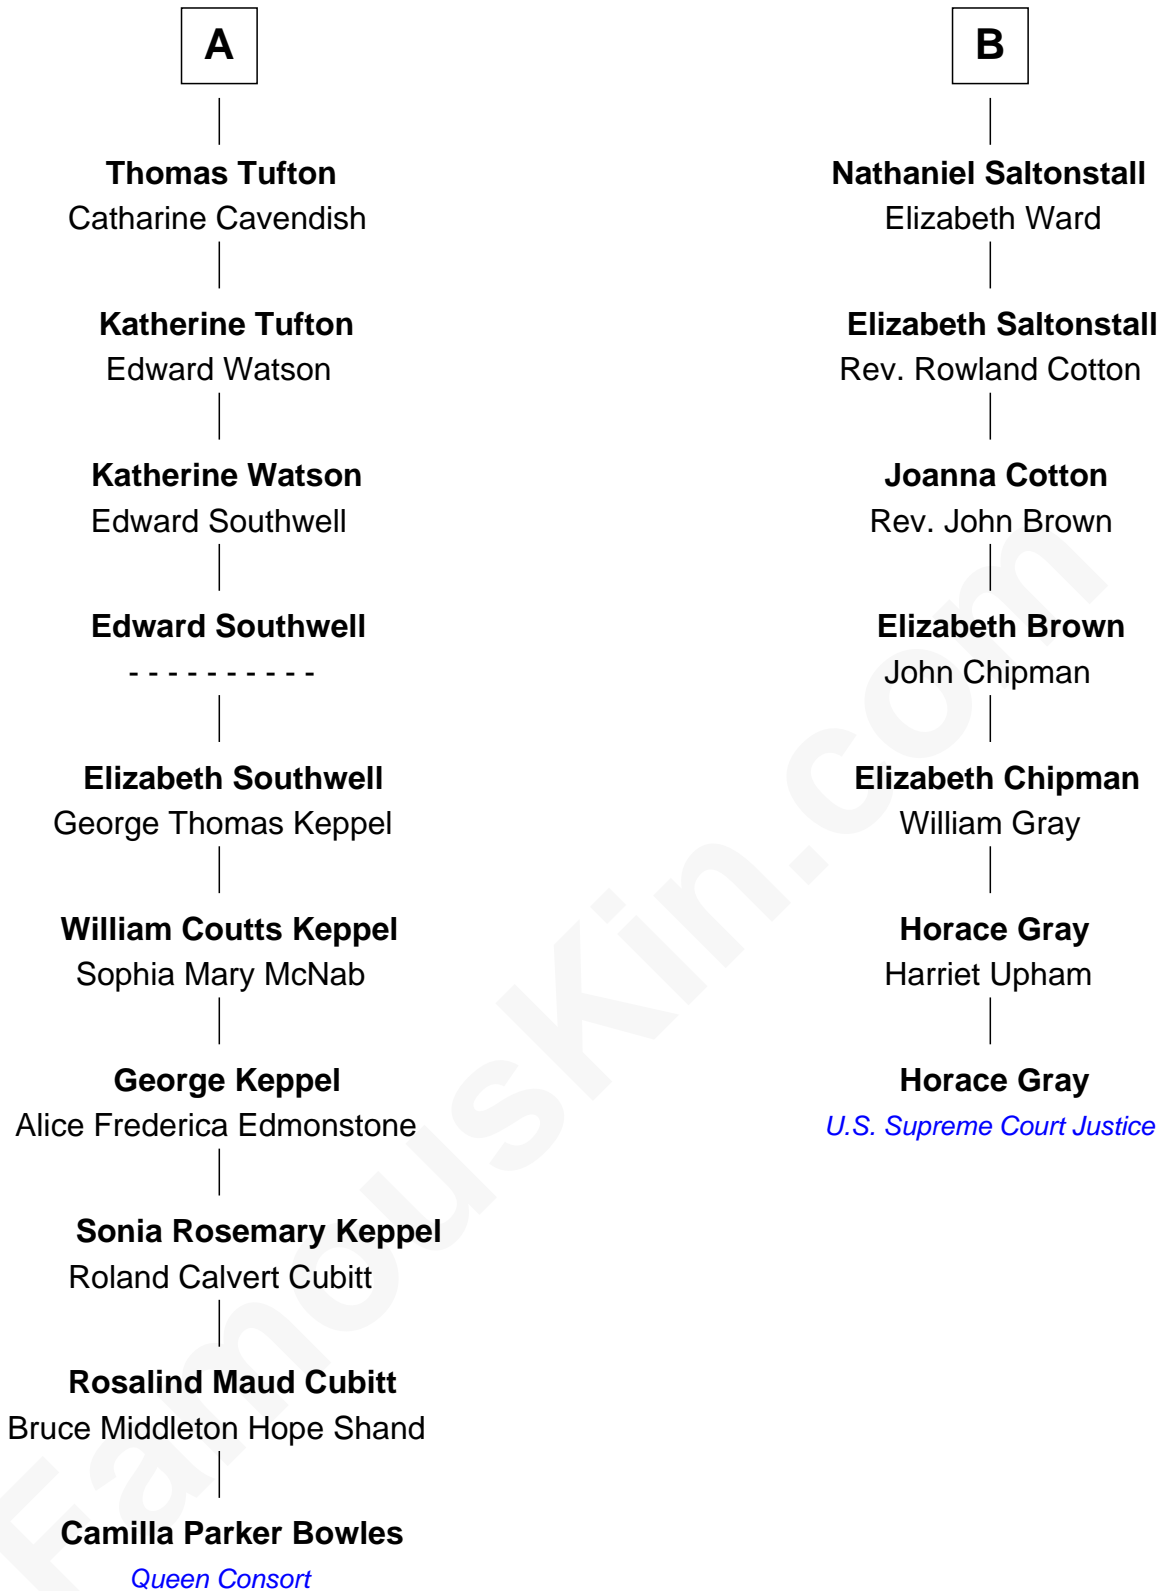 A
Thomas Tufton
Catharine Cavendish
Katherine Tufton
Edward Watson
Katherine Watson
Edward Southwell
Edward Southwell
- - - - - - - - - -
Elizabeth Southwell
George Thomas Keppel
William Coutts Keppel
Sophia Mary McNab
George Keppel
Alice Frederica Edmonstone
Sonia Rosemary Keppel
Roland Calvert Cubitt
Rosalind Maud Cubitt
Bruce Middleton Hope Shand
Camilla Parker Bowles
Queen Consort
B
Nathaniel Saltonstall
Elizabeth Ward
Elizabeth Saltonstall
Rev. Rowland Cotton
Joanna Cotton
Rev. John Brown
Elizabeth Brown
John Chipman
Elizabeth Chipman
William Gray
Horace Gray
Harriet Upham
Horace Gray
U.S. Supreme Court Justice
FamousKin.com